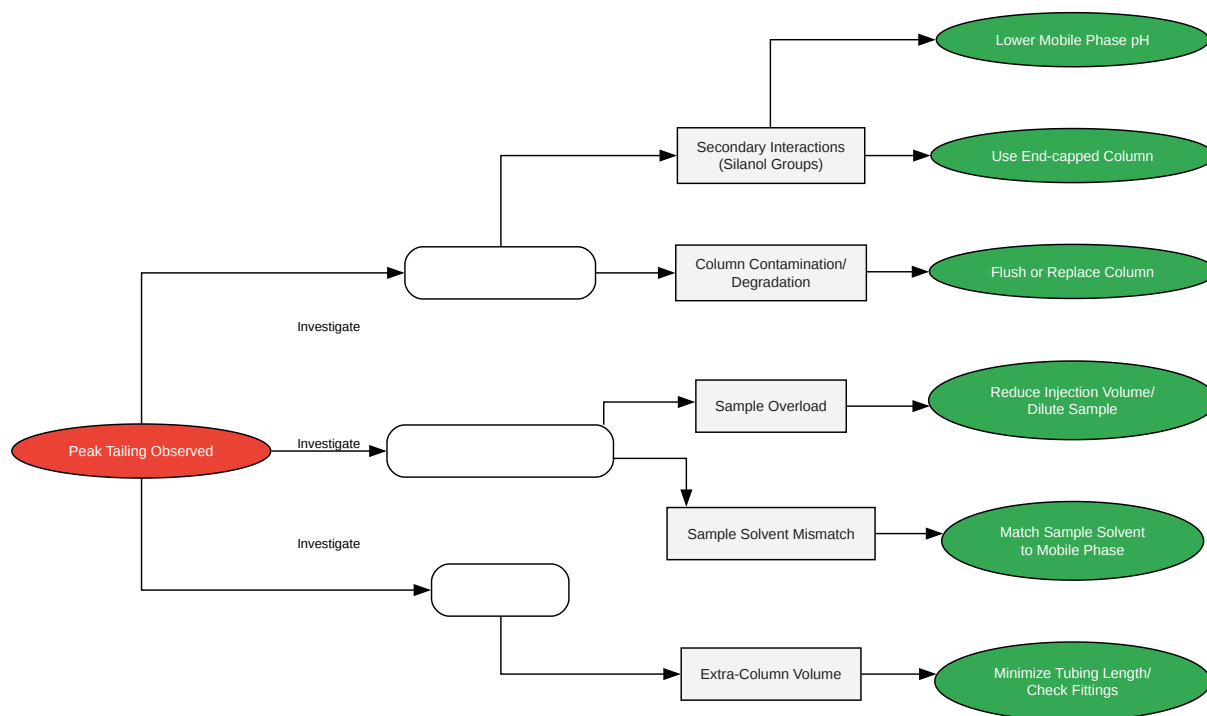 Lower Mobile Phase pH
Secondary Interactions
(Silanol Groups)
Use End-capped Column
Column Contamination/
Degradation
Flush or Replace Column
Investigate
Sample Overload
Reduce Injection Volume/
Dilute Sample
Peak Tailing Observed
Investigate
Sample Solvent Mismatch
Match Sample Solvent
to Mobile Phase
Investigate
Extra-Column Volume
Minimize Tubing Length/
Check Fittings